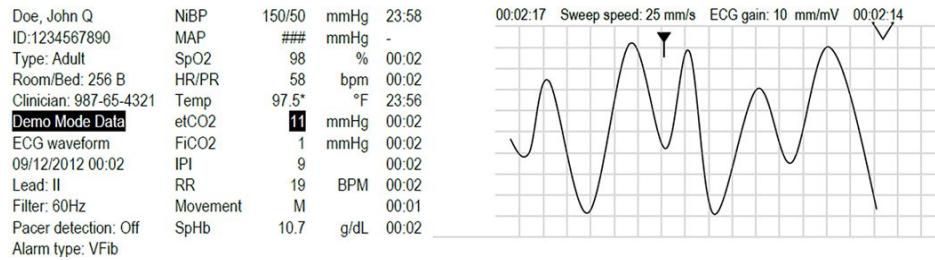 Doe, John Q NiBP 150/50 mmHg 23:58
ID:1234567890 MAP ### mmHg -
Type: Adult SpO2 98 % 00:02
Room/Bed: 256 B HR/PR 58 bpm 00:02
Clinician: 987-65-4321 Temp 97.5* °F 23:56
Demo Mode Data etCO2 11 mmHg 00:02
ECG waveform FiCO2 1 mmHg 00:02
09/12/2012 00:02 IPI 9 00:02
Lead: II RR 19 BPM 00:02
Filter: 60Hz Movement M 00:01
Pacer detection: Off SpHb 10.7 g/dL 00:02
Alarm type: VFib
00:02:17 Sweep speed: 25 mm/s ECG gain: 10 mm/mV 00:02:14